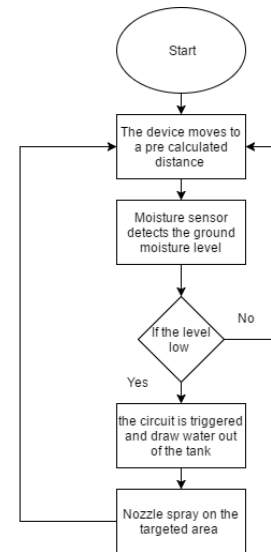 Start
The device moves to
a pre calculated
distance
Moisture sensor
detects the ground
moisture level
If the level
low
No
Yes
the circuit is triggered
and draw water out
of the tank
Nozzle spray on the
targeted area